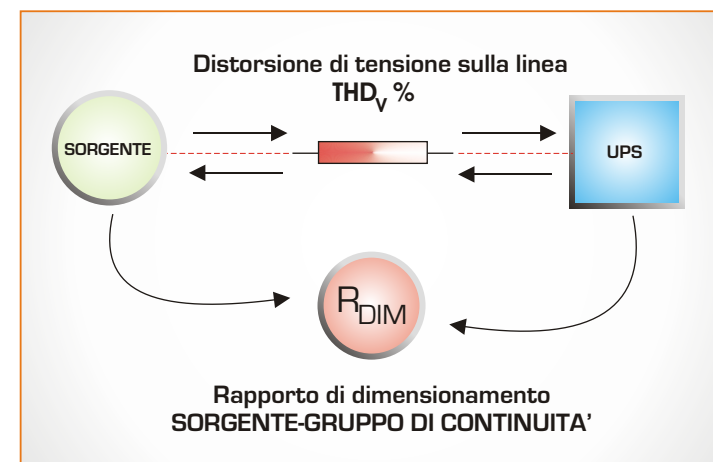 Distorsione di tensione sulla linea
THDV %
SORGENTE
UPS
RDIM
Rapporto di dimensionamento
SORGENTE-GRUPPO DI CONTINUITA'